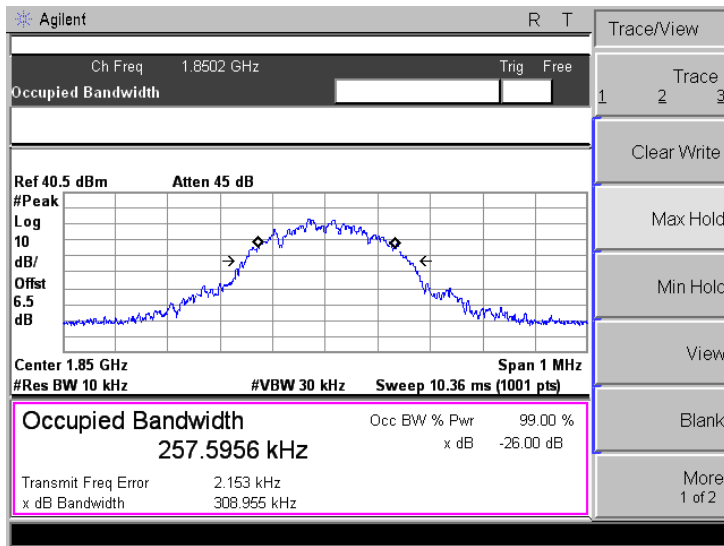 Agilent R T
Trace/View
Ch Freq 1.8502 GHz Trig Free
Occupied Bandwidth
Trace
1 2 3
Clear Write
Ref 40.5 dBm Atten 45 dB
#Peak
Log
10
dB/
Offst
6.5
dB
Max Hold
Min Hold
View
Center 1.85 GHz Span 1 MHz
#Res BW 10 kHz #VBW 30 kHz Sweep 10.36 ms (1001 pts)
Occupied Bandwidth Occ BW % Pwr 99.00 %
257.5956 kHz x dB -26.00 dB
Transmit Freq Error 2.153 kHz
x dB Bandwidth 308.955 kHz
Blank
More
1 of 2